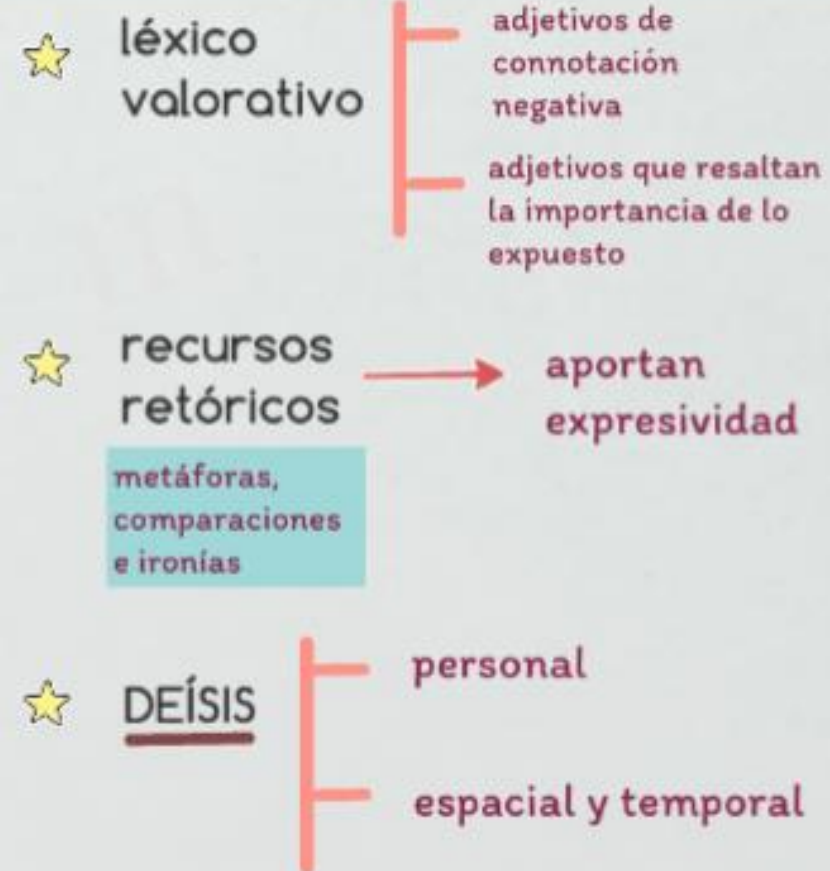 léxico
valorativo
adjetivos de
connotación
negativa
adjetivos que resaltan
la importancia de lo
expuesto
recursos
retóricos
aportan
expresividad
metáforas,
comparaciones
e ironías
DEÍSIS
personal
espacial y temporal